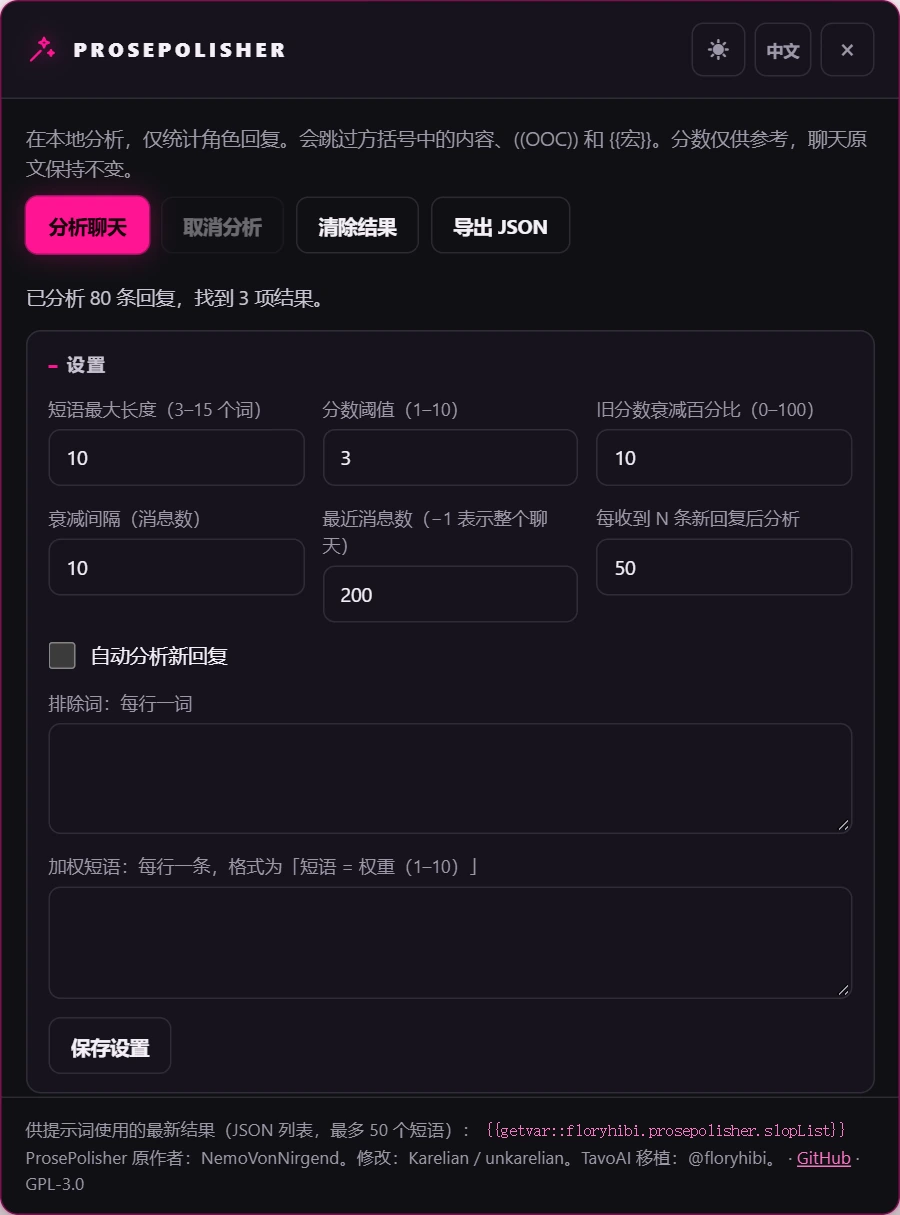 PROSEPOLISHER
中文
×
在本地分析，仅统计角色回复。会跳过方括号中的内容、((OOC)) 和 {{宏}}。分数仅供参考，聊天原
文保持不变。
分析聊天 取消分析 清除结果 导出 JSON
已分析 80 条回复，找到 3 项结果。
– 设置
短语最大长度（3–15 个词） 分数阈值（1–10） 旧分数衰减百分比（0–100）
10 3 10
衰减间隔（消息数） 最近消息数（−1 表示整个聊 每收到 N 条新回复后分析
天）
10 200 50
自动分析新回复
排除词：每行一词
加权短语：每行一条，格式为「短语 = 权重（1–10）」
保存设置
供提示词使用的最新结果（JSON 列表，最多 50 个短语）： {{getvar::floryhibi.prosepolisher.slopList}}
ProsePolisher 原作者：NemoVonNirgend。修改：Karelian / unkarelian。TavoAI 移植：@floryhibi。 · GitHub ·
GPL-3.0